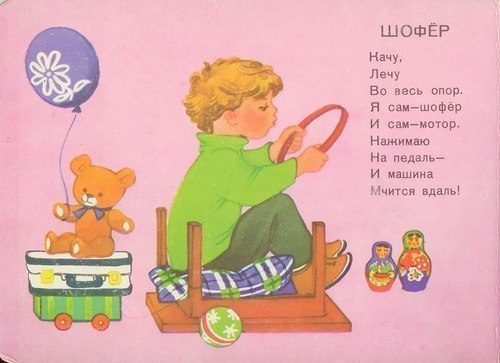 ШОФЁР
Качу,
Лечу
Во весь опор.
Я сам—шофёр
И сам—мотор.
Нажимаю
На педаль—
И машина
Мчится вдаль!